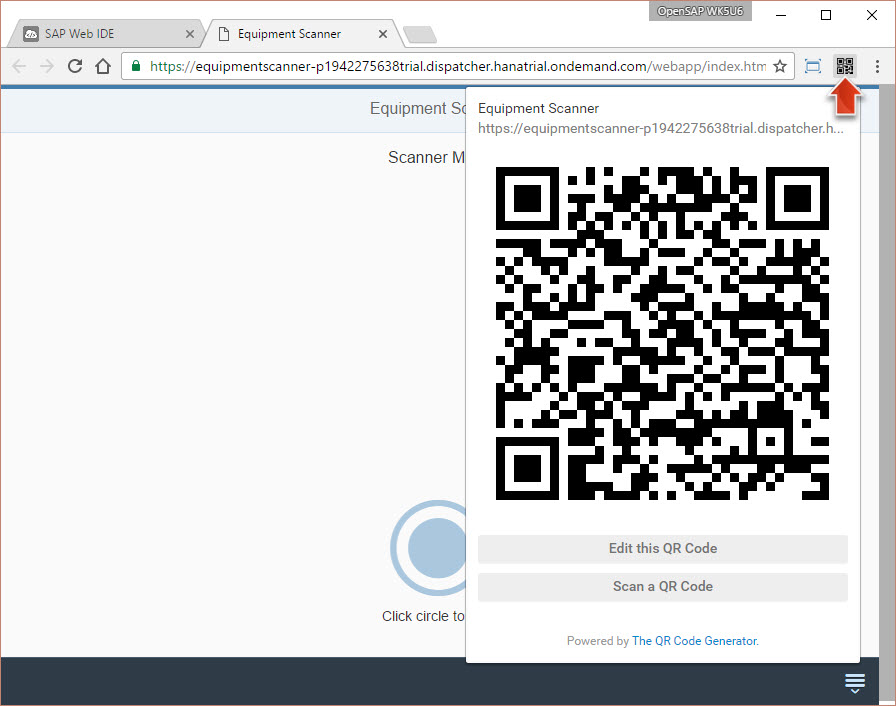 OpenSAP WK5U6
SAP Web IDE
Equipment Scanner
https://equipmentscanner-p1942275638trial.dispatcher.hanatrial.ondemand.com/webapp/index.htm
Equipment Sc
Scanner M
Equipment Scanner
https://equipmentscanner-p1942275638trial.dispatcher.h...
Edit this QR Code
Scan a QR Code
Click circle to
Powered by The QR Code Generator.